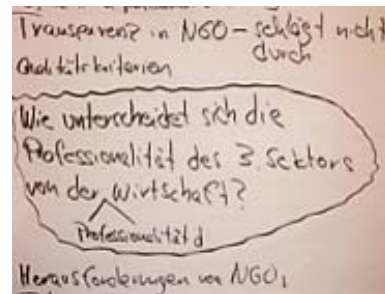 Transparenz in NGO - schlägt nicht
durch
Qualitätskriterien
Wie unterscheidet sich die
Professionalität des 3. Sektors
von der Wirtschaft?
Professionalität d
Herausforderungen von NGO,